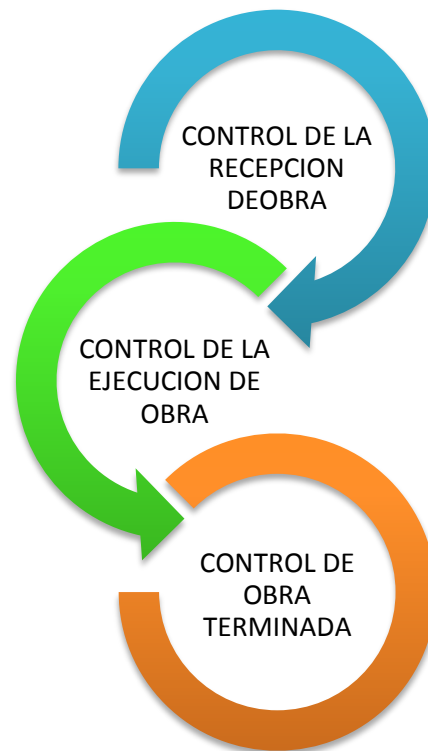 CONTROL DE LA
RECEPCION
DEOBRA
CONTROL DE LA
EJECUCION DE
OBRA
CONTROL DE
OBRA
TERMINADA